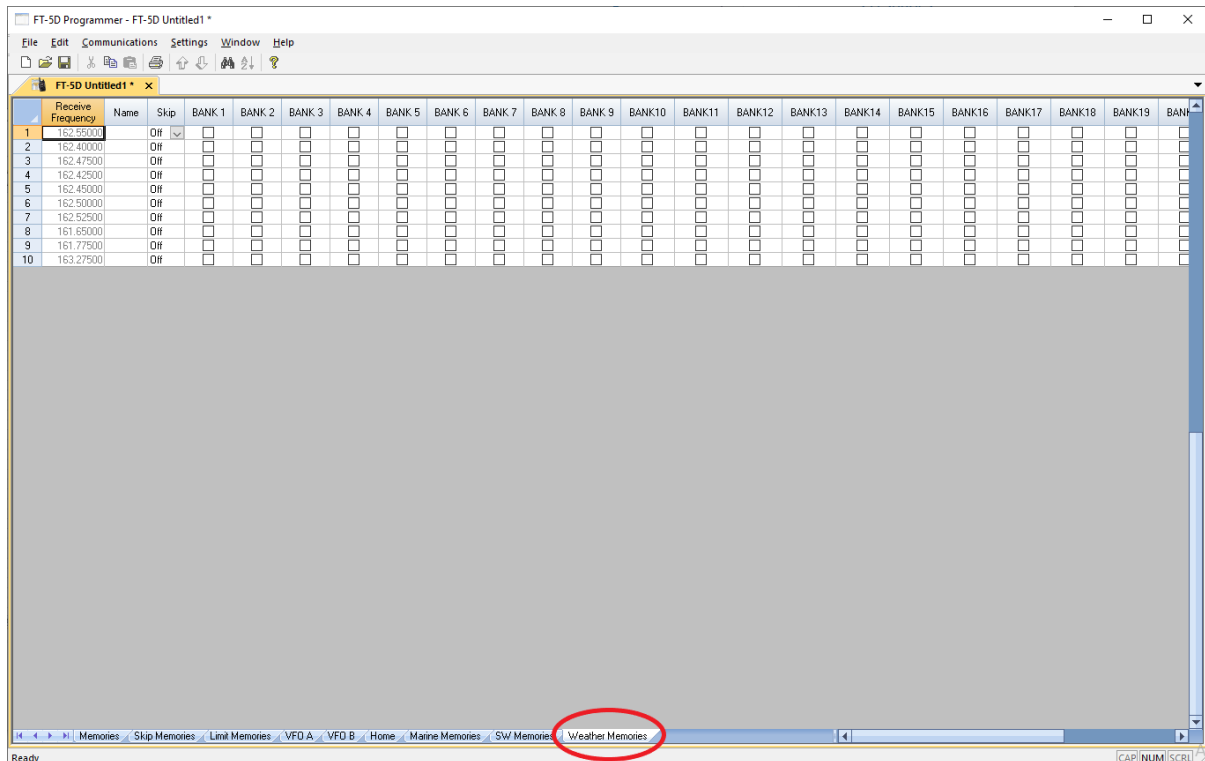 FT-5D Programmer - FT-5D Untitled1 *
File Edit Communications Settings Window Help
FT-5D Untitled1 * x
Receive Frequency Name Skip BANK 1 BANK 2 BANK 3 BANK 4 BANK 5 BANK 6 BANK 7 BANK 8 BANK 9 BANK10 BANK11 BANK12 BANK13 BANK14 BANK15 BANK16 BANK17 BANK18 BANK19
1 162.55000 Off
2 162.40000 Off
3 162.47500 Off
4 162.42500 Off
5 162.45000 Off
6 162.50000 Off
7 162.52500 Off
8 161.65000 Off
9 161.77500 Off
10 163.27500 Off
Memories Skip Memories Limit Memories VFO A VFO B Home Marine Memories SW Memories Weather Memories
Ready CAP NUM SCRL